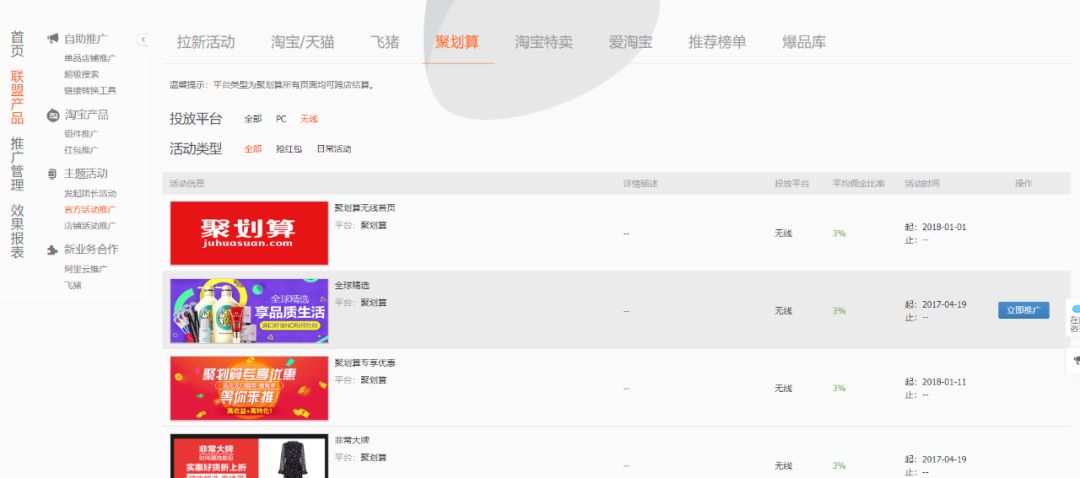 首页
联盟产品
推广管理
效果报表
自助推广
单品店铺推广
超级搜索
链接转换工具
淘宝产品
组件推广
红包推广
主题活动
发起团长活动
官方活动推广
店铺活动推广
新业务合作
阿里云推广
飞猪
拉新活动 淘宝/天猫 飞猪 聚划算 淘宝特卖 爱淘宝 推荐榜单 爆品库
温馨提示：平台类型为聚划算所有页面均可跨店结算。
投放平台 全部 PC 无线
活动类型 全部 抢红包 日常活动
活动信息 详情描述 投放平台 平均佣金比率 活动时间 操作
聚划算
juhuasuan.com
聚划算无线首页
平台：聚划算
--
无线
3%
起：2018-01-01
止：--
全球精选
享品质生活
全球精选
平台：聚划算
--
无线
3%
起：2017-04-19
止：--
立即推广
聚划算专享优惠
等你来推
高收益+高转化!
聚划算专享优惠
平台：聚划算
--
无线
3%
起：2018-01-11
止：--
非常大牌
时尚潮流盛宴
实惠好货折上折
非常大牌
平台：聚划算
--
无线
3%
起：2017-04-19
止：--